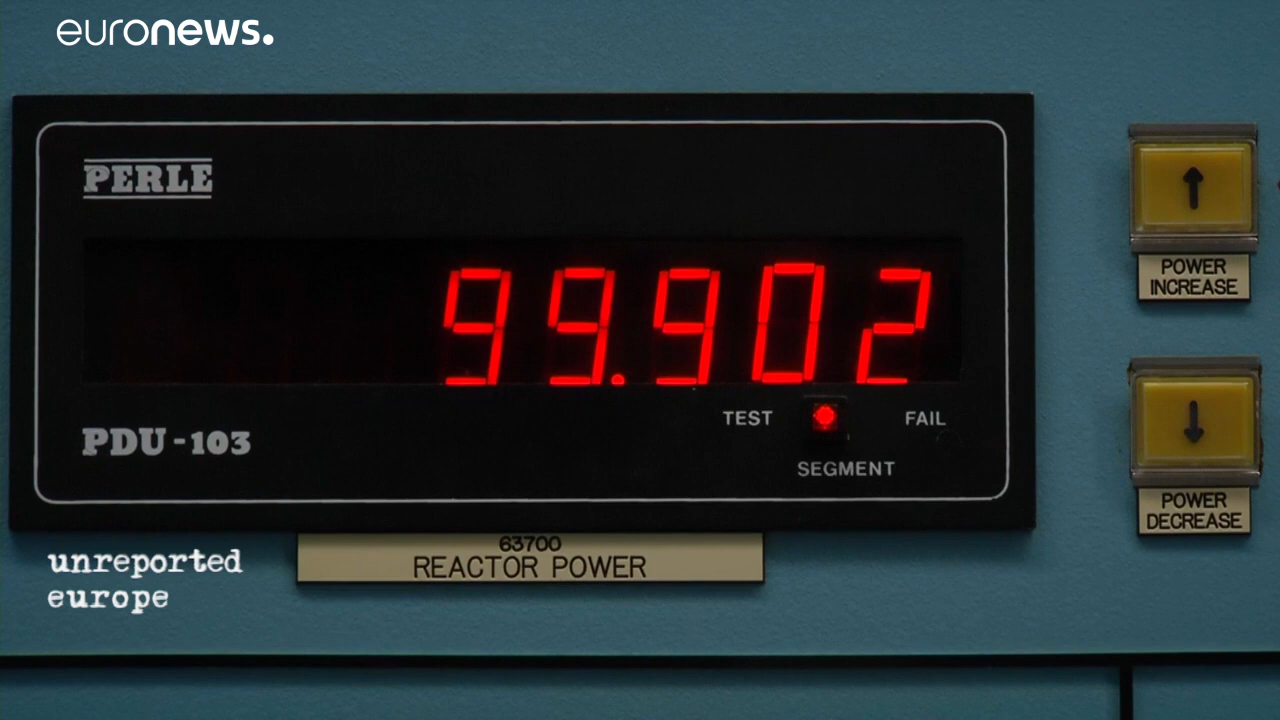 euronews.
PERLE
99.902
TEST
FAIL
SEGMENT
PDU-103
63700
REACTOR POWER
POWER
INCREASE
POWER
DECREASE
unreported
europe